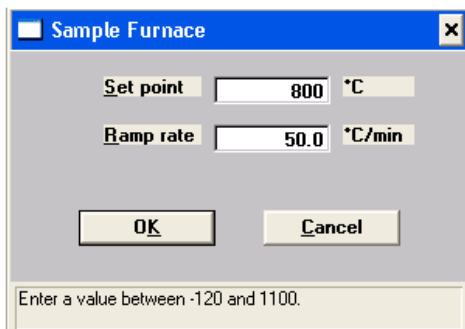 Sample Furnace
Set point 800 °C
Ramp rate 50.0 °C/min
OK Cancel
Enter a value between -120 and 1100.